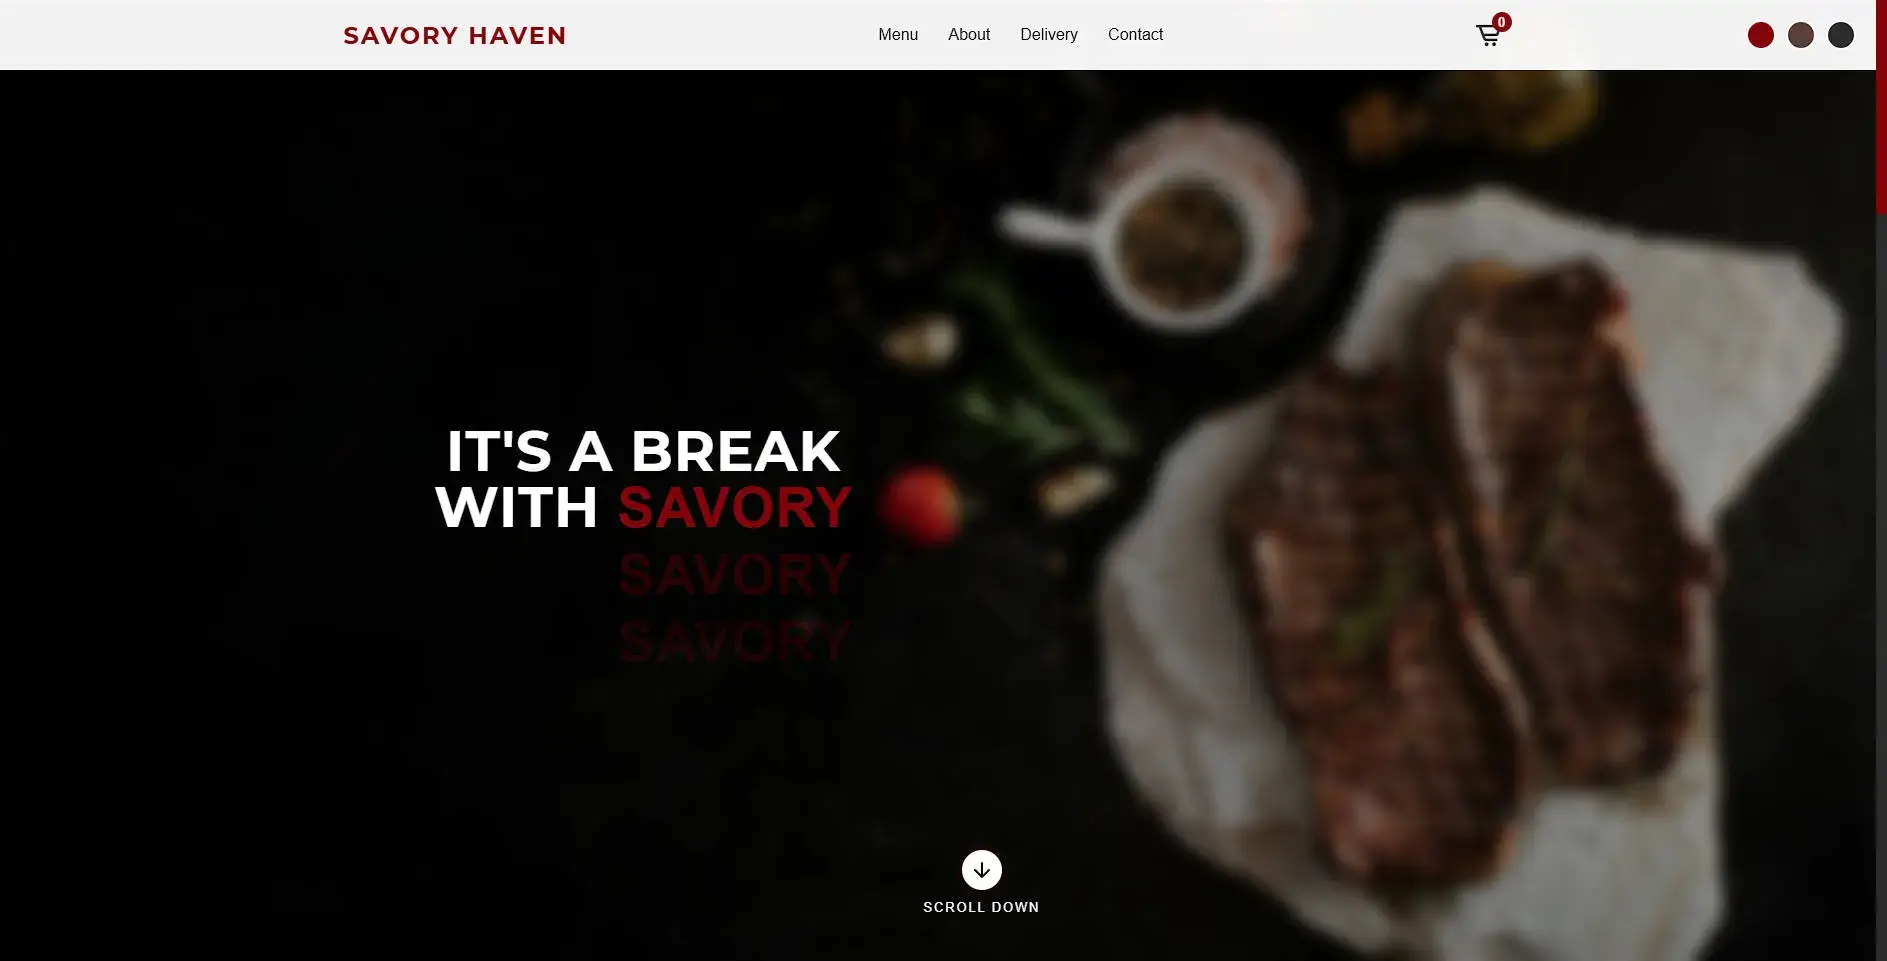 SAVORY HAVEN
Menu About Delivery Contact
0
IT'S A BREAK
WITH SAVORY
SAVORY
SAVORY
SCROLL DOWN